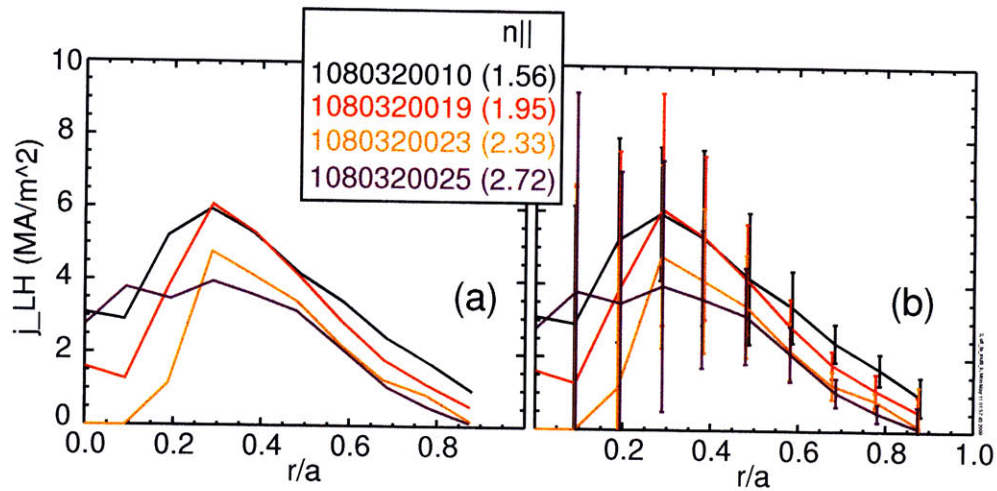 n||
1080320010 (1.56)
1080320019 (1.95)
1080320023 (2.33)
1080320025 (2.72)
j_LH (MA/m^2)
10
8
6
4
2
0
(a)
(b)
0.0 0.2 0.4 0.6 0.8
0.2 0.4 0.6 0.8 1.0
r/a
r/a